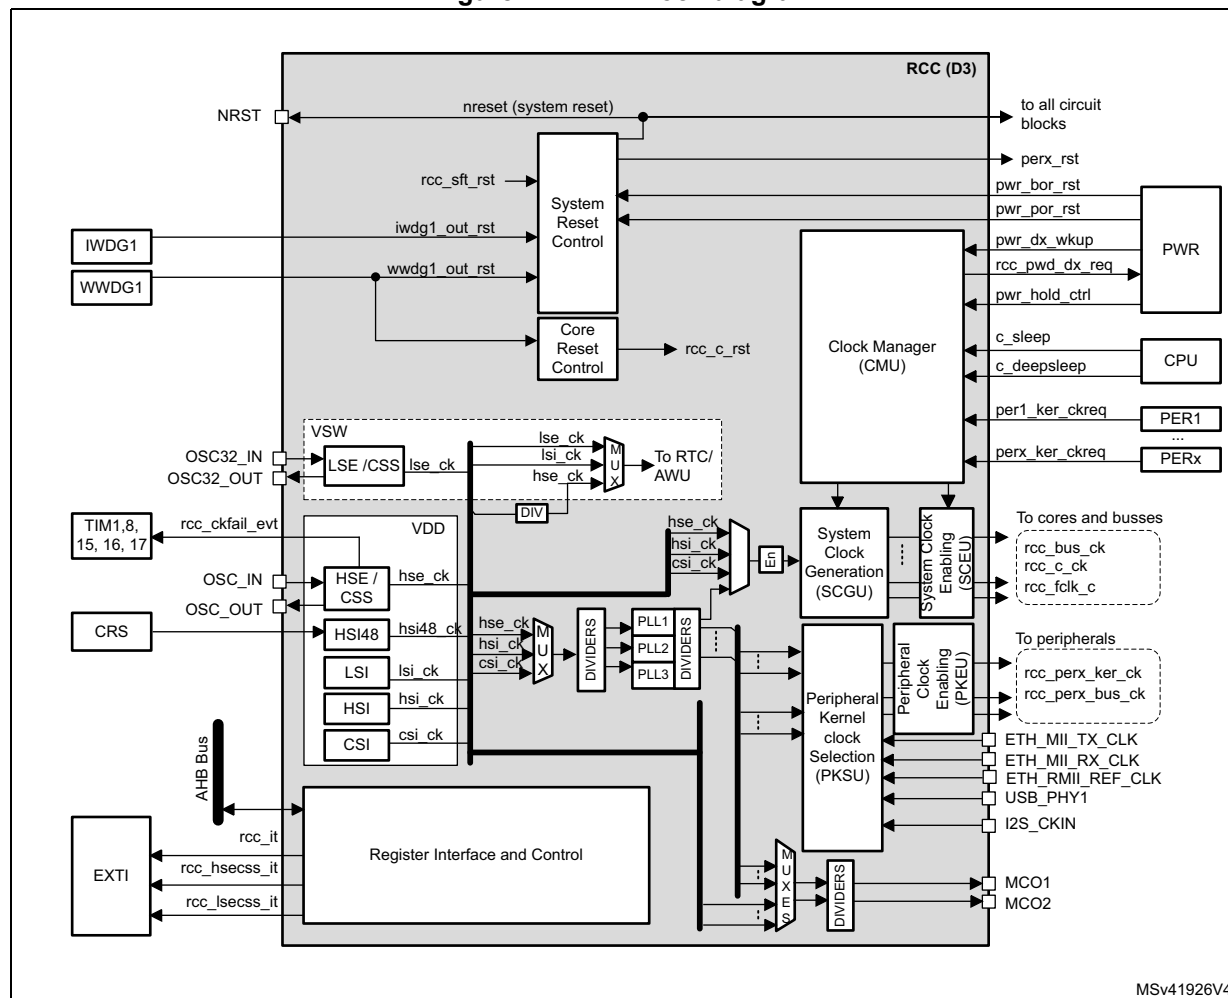 RCC (D3)
NRST
nreset (system reset)
to all circuit
blocks
perx_rst
rcc_sft_rst
System
Reset
Control
pwr_bor_rst
pwr_por_rst
IWDG1
iwdg1_out_rst
WWDG1
wwdg1_out_rst
pwr_dx_wkup
rcc_pwd_dx_req
pwr_hold_ctrl
PWR
Core
Reset
Control
rcc_c_rst
Clock Manager
(CMU)
c_sleep
c_deepsleep
CPU
per1_ker_ckreq
PER1
...
perx_ker_ckreq
PERx
VSW
OSC32_IN
OSC32_OUT
LSE /CSS
lse_ck
lse_ck
lsi_ck
hse_ck
MUX
To RTC/
AWU
DIV
TIM1,8,
15, 16, 17
rcc_ckfail_evt
VDD
OSC_IN
OSC_OUT
HSE /
CSS
hse_ck
CRS
HSI48
hsi48_ck
LSI
lsi_ck
HSI
hsi_ck
CSI
csi_ck
hse_ck
hsi_ck
csi_ck
En
System
Clock
Generation
(SCGU)
System Clock
Enabling
(SCEU)
To cores and busses
rcc_bus_ck
rcc_c_ck
rcc_fclk_c
hse_ck
hsi_ck
csi_ck
MUX
DIVIDERS
PLL1
PLL2
PLL3
DIVIDERS
Peripheral
Kernel
clock
Selection
(PKSU)
Peripheral
Clock
Enabling
(PKEU)
To peripherals
rcc_perx_ker_ck
rcc_perx_bus_ck
ETH_MII_TX_CLK
ETH_MII_RX_CLK
ETH_RMII_REF_CLK
USB_PHY1
I2S_CKIN
AHB Bus
Register Interface and Control
EXTI
rcc_it
rcc_hsecss_it
rcc_lsecss_it
MUXES
DIVIDERS
MCO1
MCO2
MSv41926V4